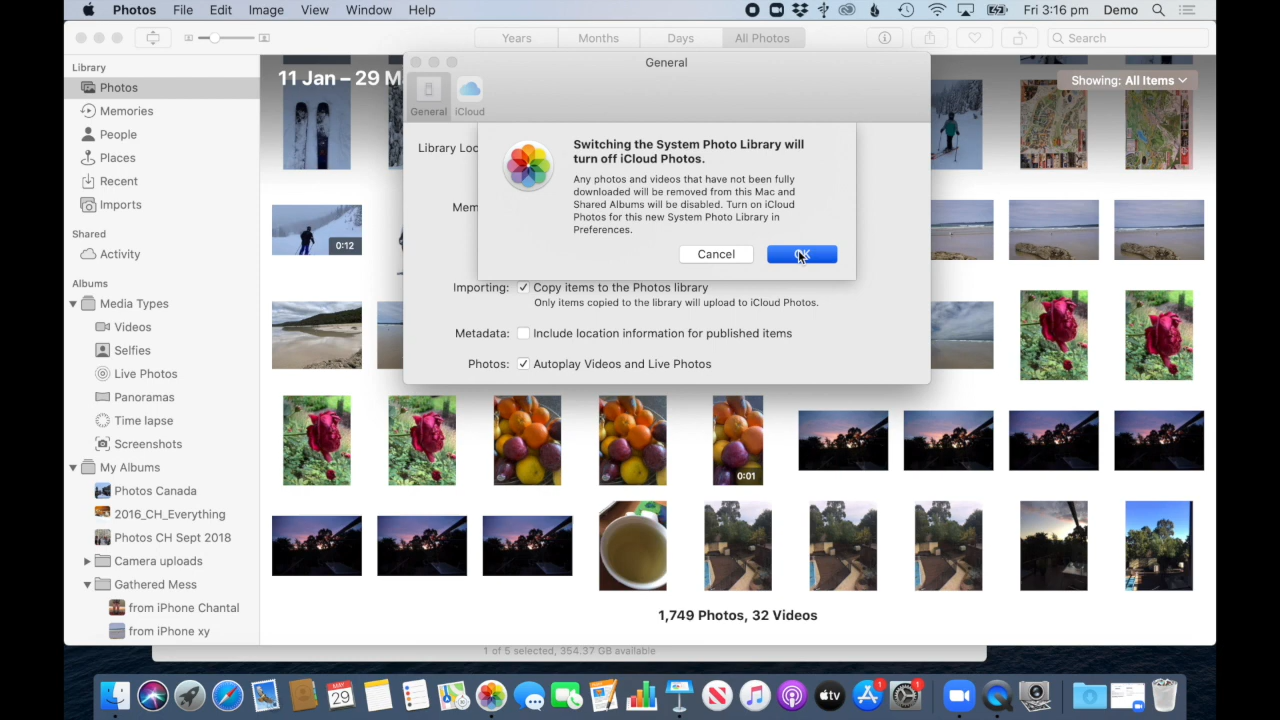 Photos File Edit Image View Window Help
Fri 3:16 pm Demo
Years Months Days All Photos
Search
Library
Photos
Memories
People
Places
Recent
Imports
Shared
Activity
Albums
Media Types
Videos
Selfies
Live Photos
Panoramas
Time lapse
Screenshots
My Albums
Photos Canada
2016_CH_Everything
Photos CH Sept 2018
Camera uploads
Gathered Mess
from iPhone Chantal
from iPhone xy
11 Jan – 29 M
Showing: All Items
General
General iCloud
Library Loc
Mem
Switching the System Photo Library will
turn off iCloud Photos.
Any photos and videos that have not been fully
downloaded will be removed from this Mac and
Shared Albums will be disabled. Turn on iCloud
Photos for this new System Photo Library in
Preferences.
Cancel OK
Importing: Copy items to the Photos library
Only items copied to the library will upload to iCloud Photos.
Metadata: Include location information for published items
Photos: Autoplay Videos and Live Photos
0:12
0:01
1,749 Photos, 32 Videos
1 of 5 selected, 354.37 GB available
MAY
29
tv
1
1